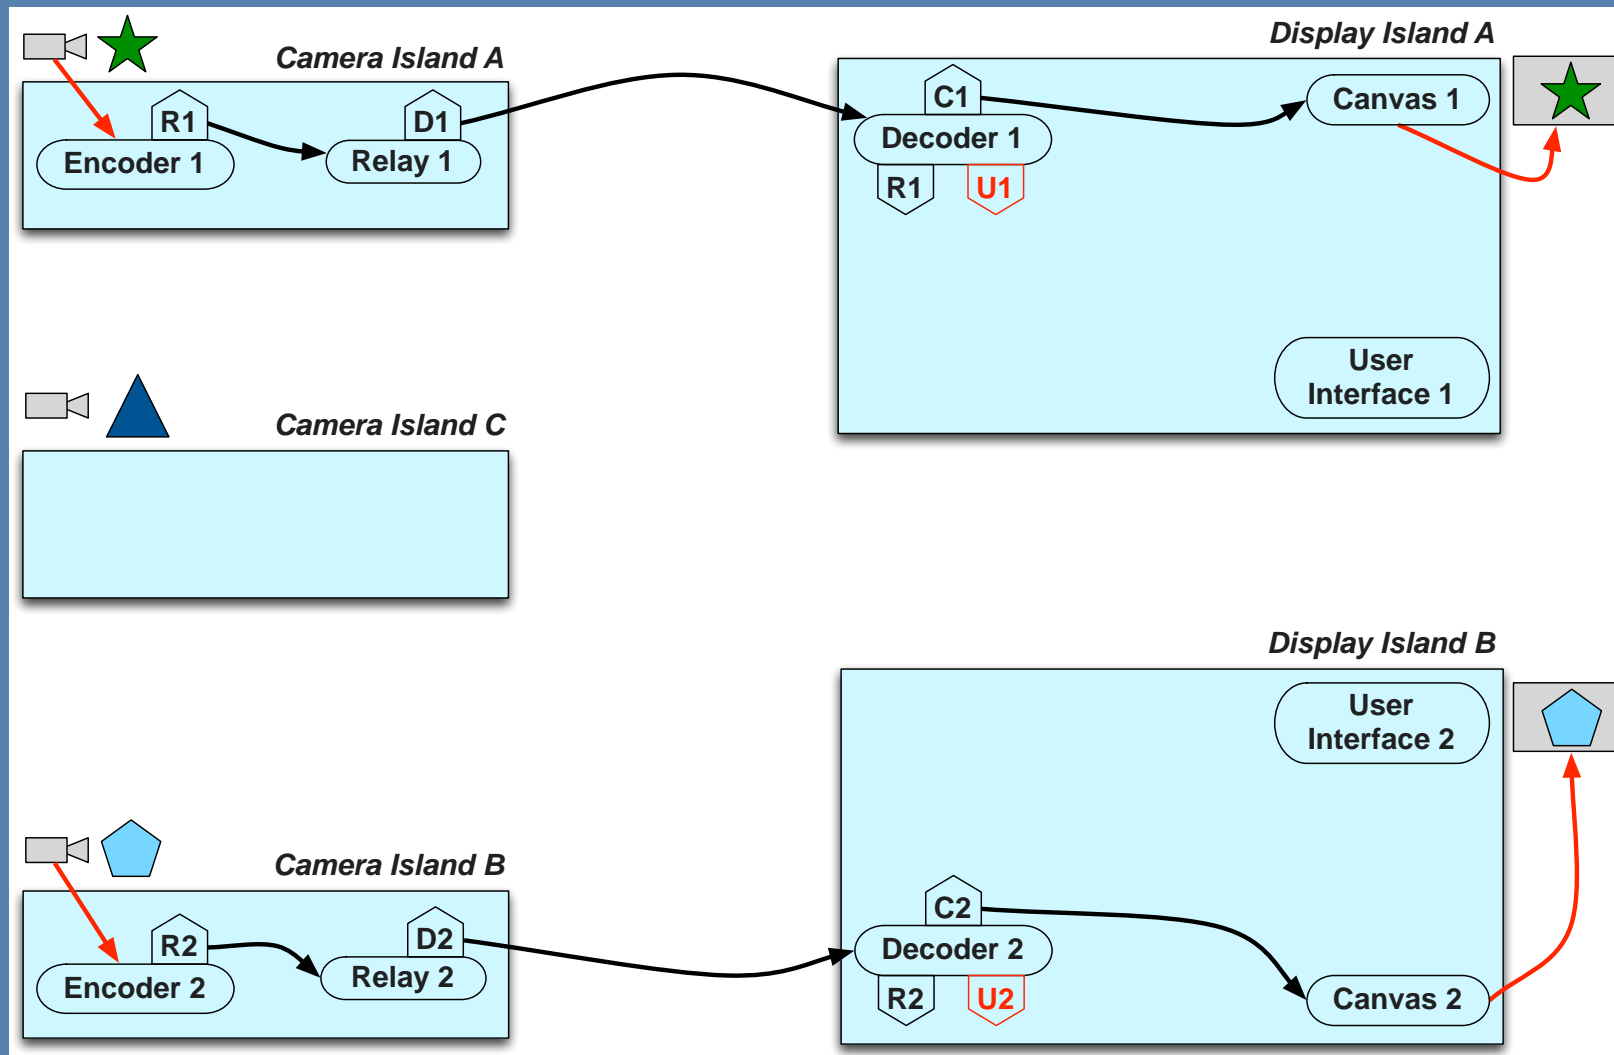 Camera Island A
R1
D1
Encoder 1
Relay 1
Display Island A
C1
Canvas 1
Decoder 1
R1
U1
User
Interface 1
Camera Island C
Display Island B
User
Interface 2
Camera Island B
R2
D2
Encoder 2
Relay 2
C2
Decoder 2
R2
U2
Canvas 2